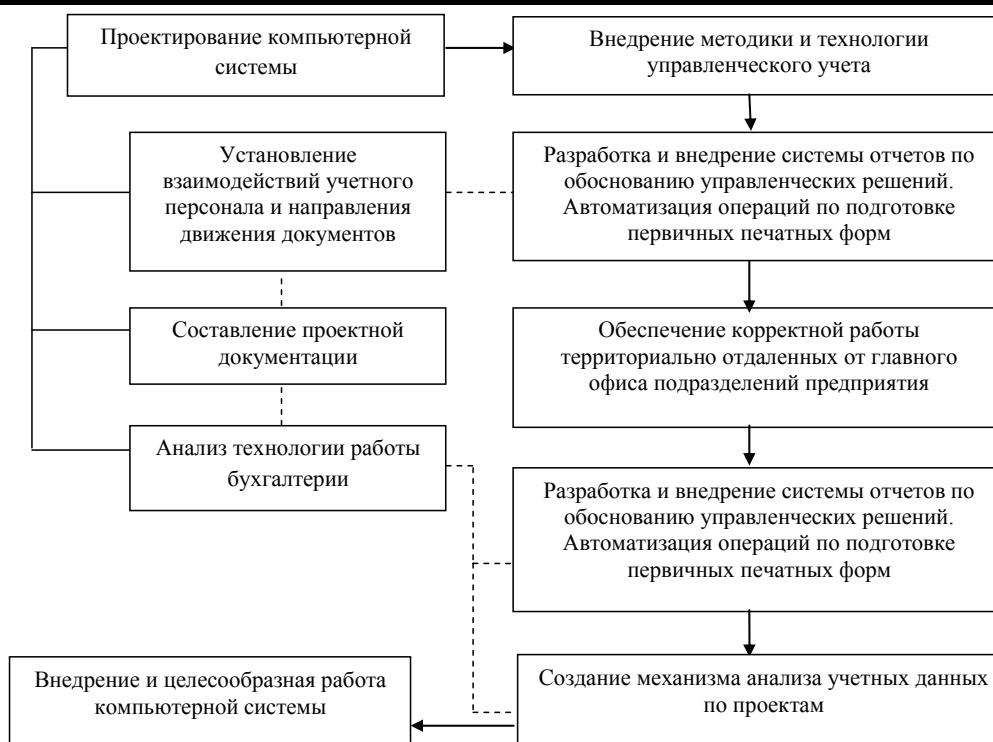 Проектирование компьютерной
системы
Внедрение методики и технологии
управленческого учета
Установление
взаимодействий учетного
персонала и направления
движения документов
Разработка и внедрение системы отчетов по
обоснованию управленческих решений.
Автоматизация операций по подготовке
первичных печатных форм
Составление проектной
документации
Обеспечение корректной работы
территориально отдаленных от главного
офиса подразделений предприятия
Анализ технологии работы
бухгалтерии
Разработка и внедрение системы отчетов по
обоснованию управленческих решений.
Автоматизация операций по подготовке
первичных печатных форм
Внедрение и целесообразная работа
компьютерной системы
Создание механизма анализа учетных данных
по проектам